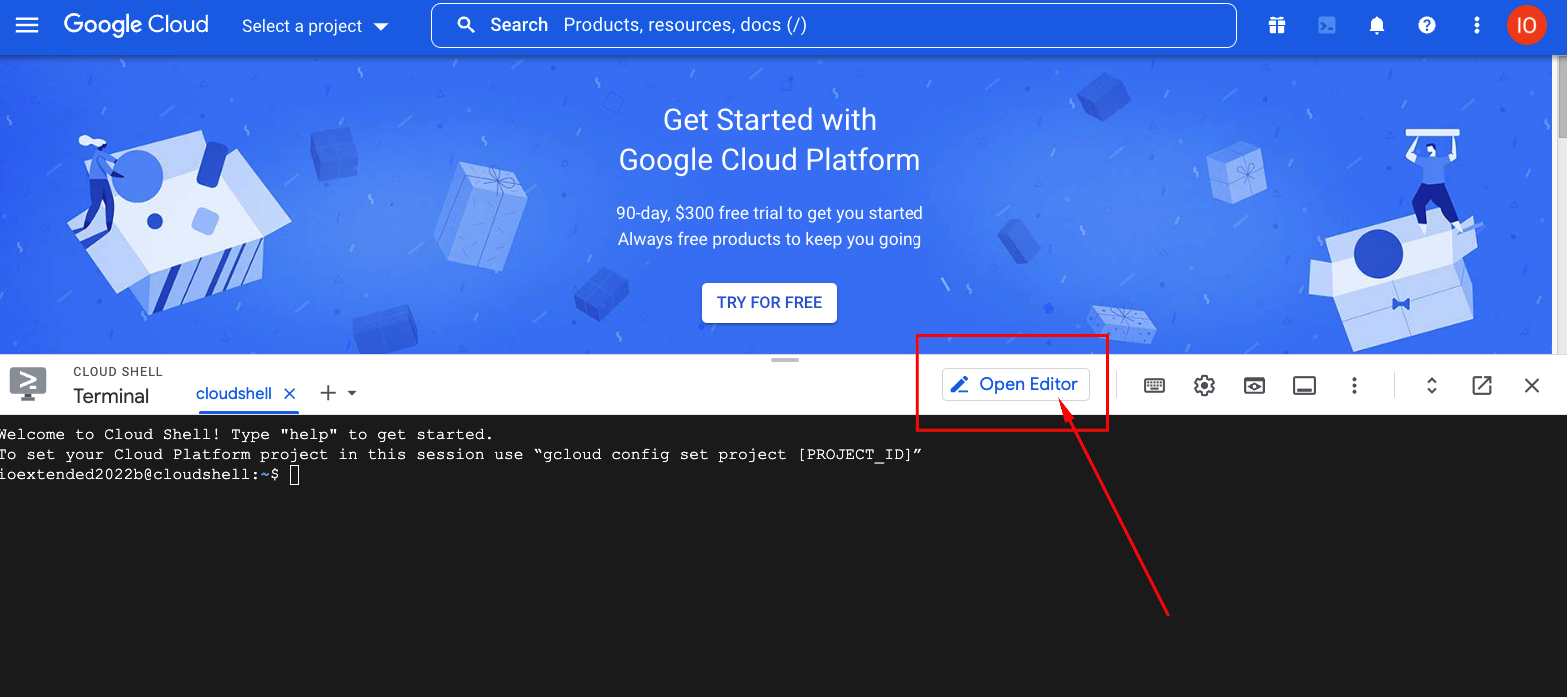 Google Cloud Select a project Search Products, resources, docs (/) IO
Get Started with
Google Cloud Platform
90-day, $300 free trial to get you started
Always free products to keep you going
TRY FOR FREE
CLOUD SHELL
Terminal cloudshell Open Editor
Welcome to Cloud Shell! Type "help" to get started.
To set your Cloud Platform project in this session use “gcloud config set project [PROJECT_ID]”
ioextended2022b@cloudshell:~$